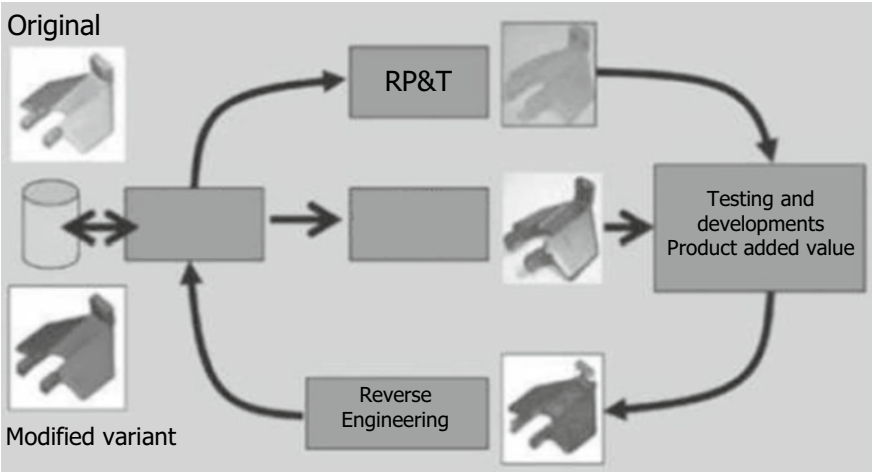 Original
RP&T
Testing and
developments
Product added value
Reverse
Engineering
Modified variant